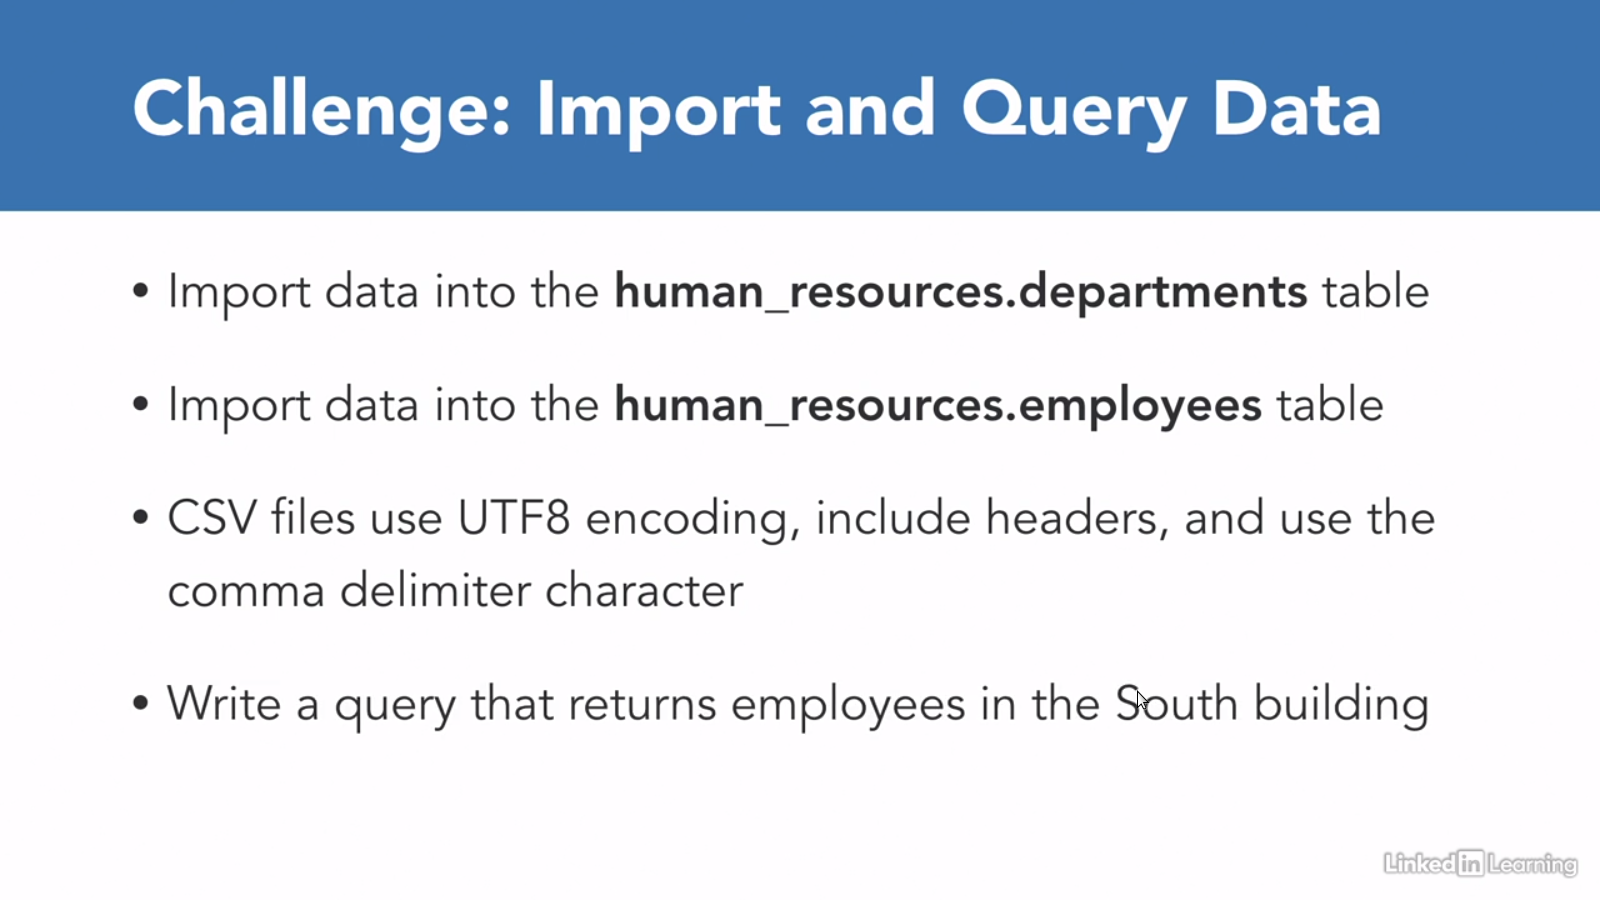 Challenge: Import and Query Data
• Import data into the human_resources.departments table
• Import data into the human_resources.employees table
• CSV files use UTF8 encoding, include headers, and use the
comma delimiter character
• Write a query that returns employees in the South building
Linked in Learning